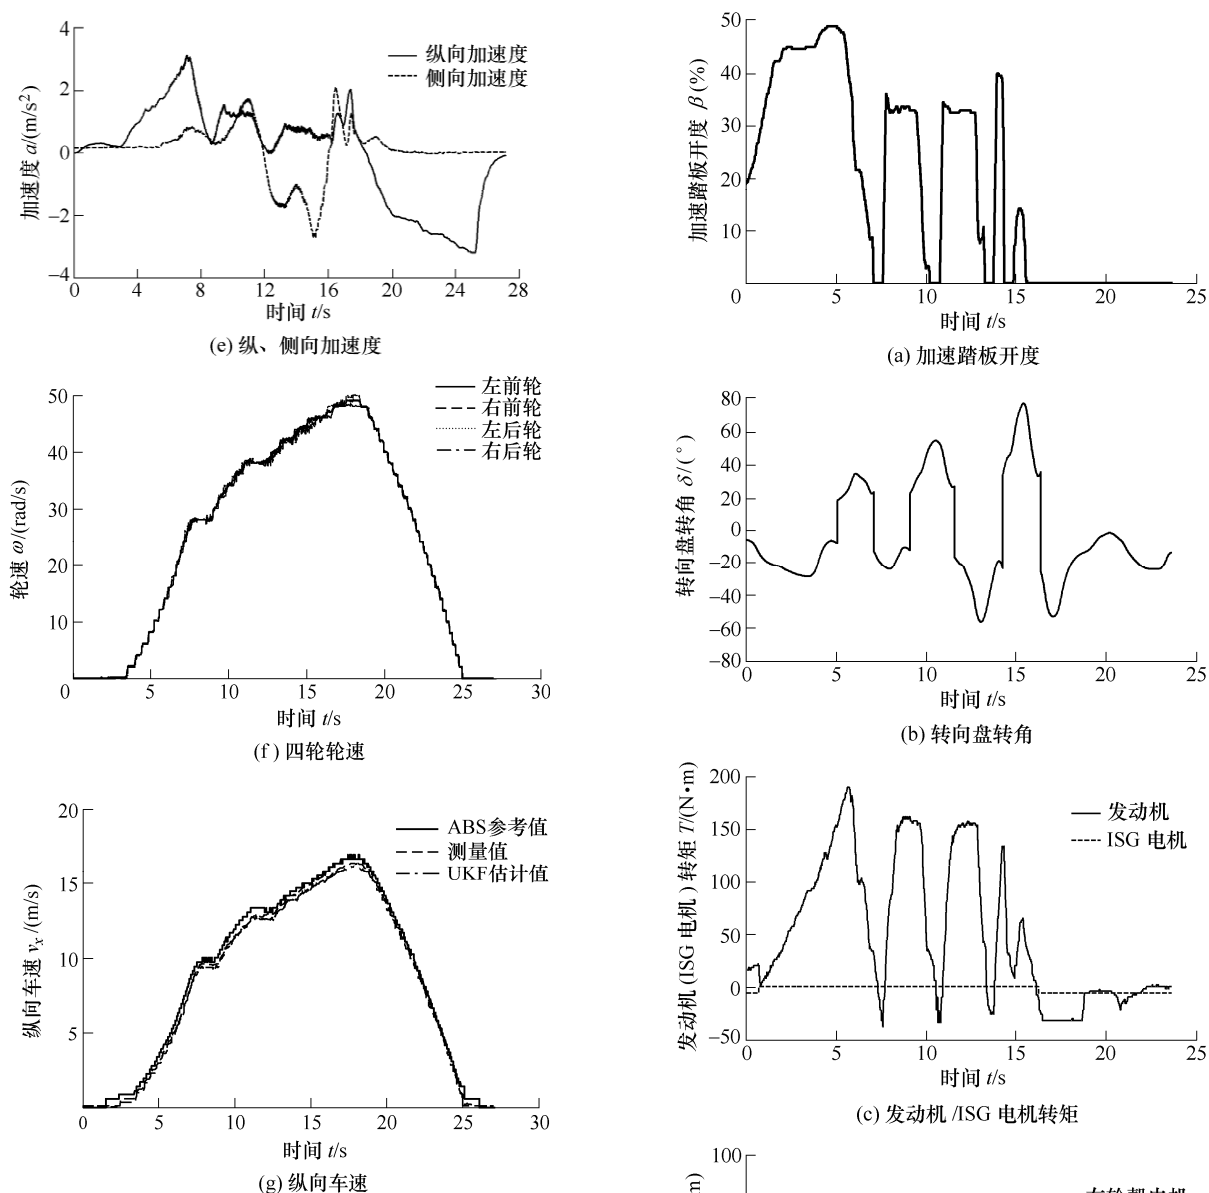 4
2
0
−2
−4
加速度 a/(m/s2)
纵向加速度
侧向加速度
0 4 8 12 16 20 24 28
时间 t/s
(e) 纵、侧向加速度
50
40
30
20
10
0
轮速 ω/(rad/s)
左前轮
右前轮
左后轮
右后轮
5 10 15 20 25 30
时间 t/s
(f ) 四轮轮速
20
15
10
5
纵向车速 vx /(m/s)
ABS参考值
测量值
UKF估计值
0 5 10 15 20 25 30
时间 t/s
(g) 纵向车速
50
40
30
20
10
加速踏板开度 β (%)
0 5 10 15 20 25
时间 t/s
(a) 加速踏板开度
80
60
40
20
0
−20
−40
−60
−80
转向盘转角 δ/(°)
0 5 10 15 20 25
时间 t/s
(b) 转向盘转角
200
150
100
50
0
−50
发动机(ISG 电机)转矩 T/(N•m)
发动机
ISG 电机
0 5 10 15 20 25
时间 t/s
(c) 发动机 /ISG 电机转矩
100
m)